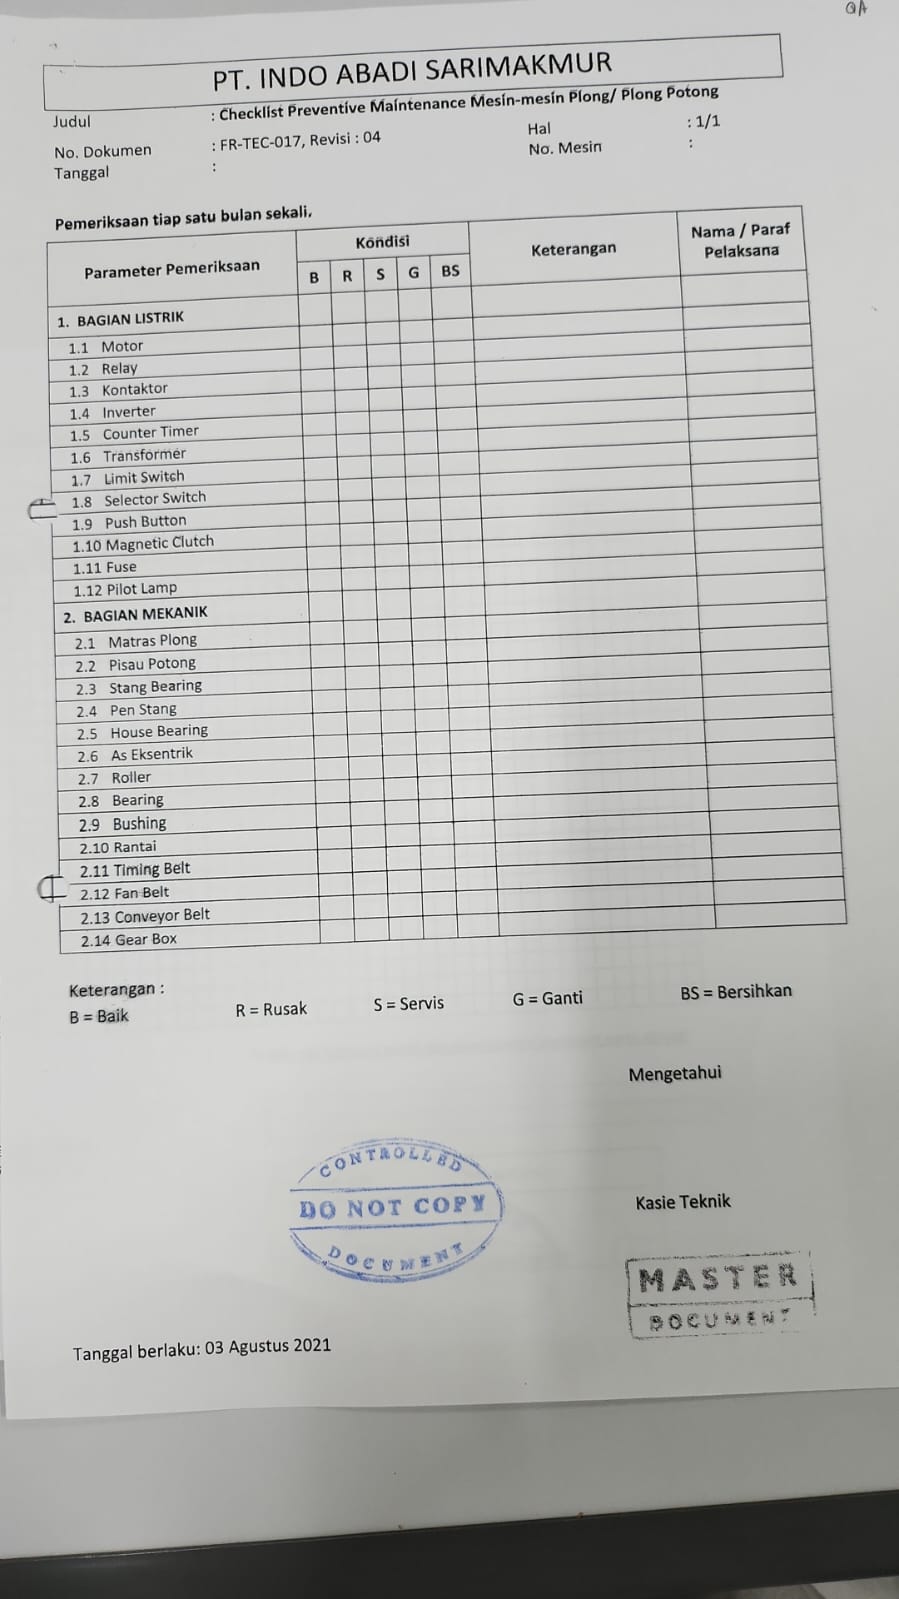 QA
PT. INDO ABADI SARIMAKMUR
Judul : Checklist Preventive Maintenance Mesin-mesin Plong/ Plong Potong
No. Dokumen : FR-TEC-017, Revisi : 04 Hal : 1/1
Tanggal : No. Mesin :
Pemeriksaan tiap satu bulan sekali.
Parameter Pemeriksaan Kondisi Keterangan Nama / Paraf Pelaksana
B R S G BS
1. BAGIAN LISTRIK
1.1 Motor
1.2 Relay
1.3 Kontaktor
1.4 Inverter
1.5 Counter Timer
1.6 Transformer
1.7 Limit Switch
1.8 Selector Switch
1.9 Push Button
1.10 Magnetic Clutch
1.11 Fuse
1.12 Pilot Lamp
2. BAGIAN MEKANIK
2.1 Matras Plong
2.2 Pisau Potong
2.3 Stang Bearing
2.4 Pen Stang
2.5 House Bearing
2.6 As Eksentrik
2.7 Roller
2.8 Bearing
2.9 Bushing
2.10 Rantai
2.11 Timing Belt
2.12 Fan Belt
2.13 Conveyor Belt
2.14 Gear Box
Keterangan :
B = Baik R = Rusak S = Servis G = Ganti BS = Bersihkan
Mengetahui
CONTROLLED
DO NOT COPY
DOCUMENT
Kasie Teknik
MASTER
DOCUMENT
Tanggal berlaku: 03 Agustus 2021